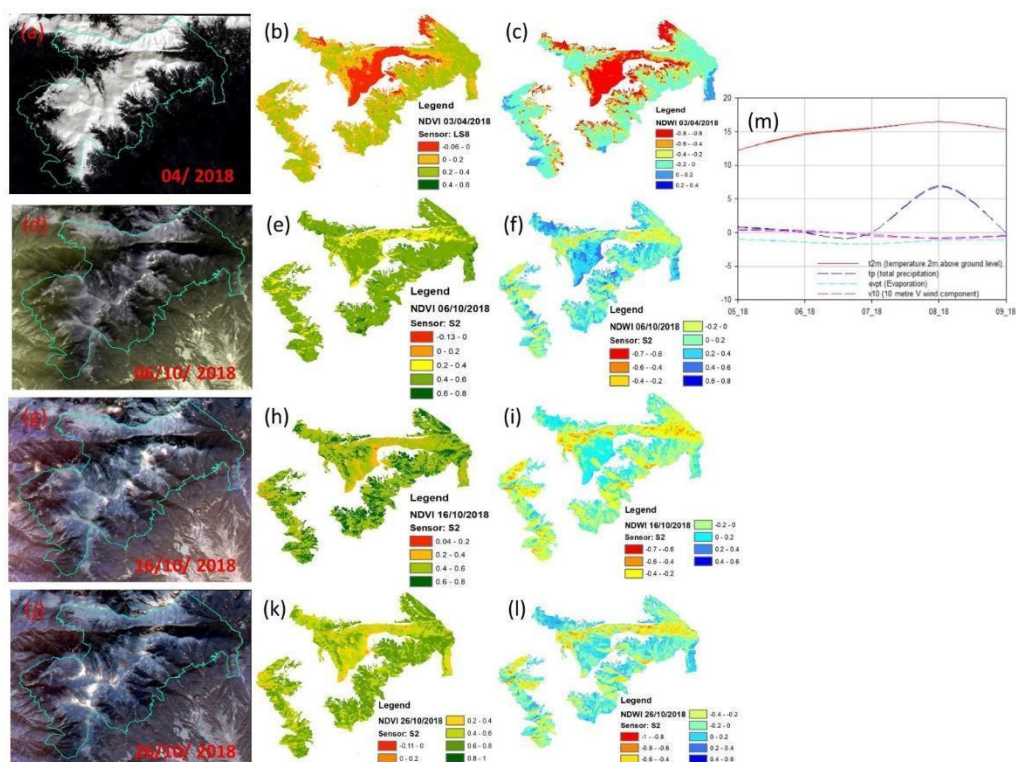 (a)
04/ 2018
(b)
Legend
NDVI 03/04/2018
Sensor: LS8
-0.06 - 0
0 - 0.2
0.2 - 0.4
0.4 - 0.6
(c)
Legend
NDWI 03/04/2018
-0.8 - -0.6
-0.6 - -0.4
-0.4 - -0.2
-0.2 - 0
0 - 0.2
0.2 - 0.4
(m)
20
15
10
5
0
-5
-10
t2m (temperature 2m above ground level).
tp (total precipitation)
evpt (Evaporation)
v10 (10 metre V wind component)
05_18 06_18 07_18 08_18 09_18
(d)
06/10/ 2018
(e)
Legend
NDVI 06/10/2018
Sensor: S2
-0.13 - 0
0 - 0.2
0.2 - 0.4
0.4 - 0.6
0.6 - 0.8
(f)
Legend
NDWI 06/10/2018
Sensor: S2
-0.7 - -0.6
-0.6 - -0.4
-0.4 - -0.2
-0.2 - 0
0 - 0.2
0.2 - 0.4
0.4 - 0.6
0.6 - 0.8
(g)
16/10/ 2018
(h)
Legend
NDVI 16/10/2018
Sensor: S2
0.04 - 0.2
0.2 - 0.4
0.4 - 0.6
0.6 - 0.8
(i)
Legend
NDWI 16/10/2018
Sensor: S2
-0.7 - -0.6
-0.6 - -0.4
-0.4 - -0.2
-0.2 - 0
0 - 0.2
0.2 - 0.4
0.4 - 0.6
(j)
26/10/ 2018
(k)
Legend
NDVI 26/10/2018
Sensor: S2
-0.11 - 0
0 - 0.2
0.2 - 0.4
0.4 - 0.6
0.6 - 0.8
0.8 - 1
(l)
Legend
NDWI 26/10/2018
Sensor: S2
-1 - -0.8
-0.8 - -0.6
-0.6 - -0.4
-0.4 - -0.2
-0.2 - 0
0 - 0.2
0.2 - 0.4
0.4 - 0.6